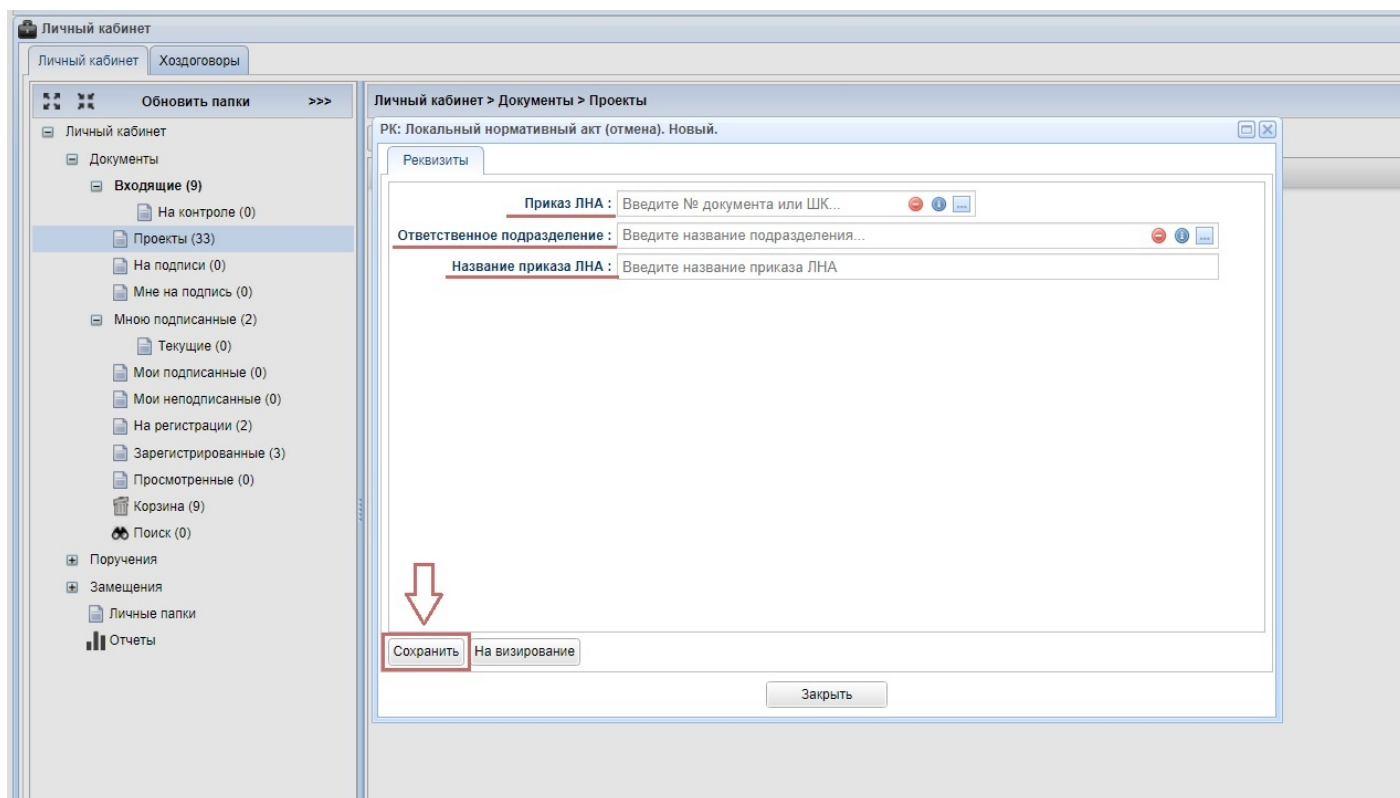 Личный кабинет
Личный кабинет Хоздоговоры
Обновить папки >>>
Личный кабинет
Документы
Входящие (9)
На контроле (0)
Проекты (33)
На подписи (0)
Мне на подпись (0)
Мною подписанные (2)
Текущие (0)
Мои подписанные (0)
Мои неподписанные (0)
На регистрации (2)
Зарегистрированные (3)
Просмотренные (0)
Корзина (9)
Поиск (0)
Поручения
Замещения
Личные папки
Отчеты
Личный кабинет > Документы > Проекты
РК: Локальный нормативный акт (отмена). Новый.
Реквизиты
Приказ ЛНА : Введите № документа или ШК...
Ответственное подразделение : Введите название подразделения...
Название приказа ЛНА : Введите название приказа ЛНА
Сохранить На визирование
Закрыть